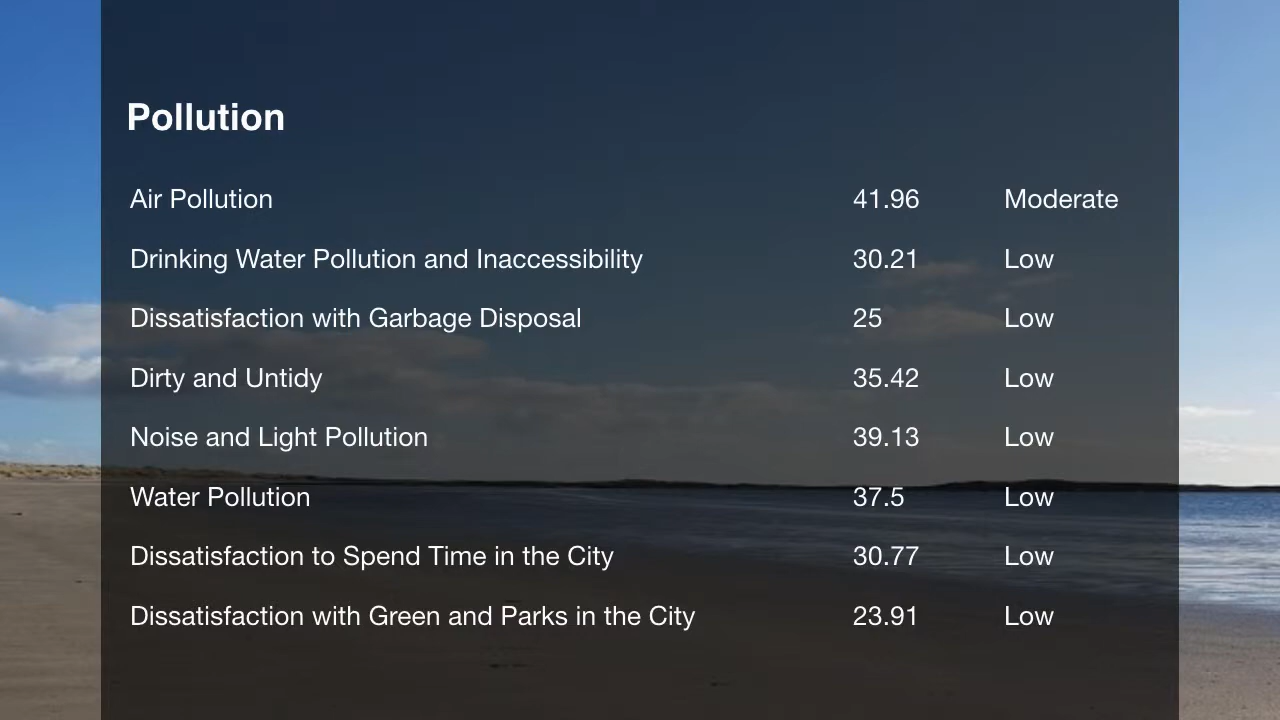 Pollution
Air Pollution 41.96 Moderate
Drinking Water Pollution and Inaccessibility 30.21 Low
Dissatisfaction with Garbage Disposal 25 Low
Dirty and Untidy 35.42 Low
Noise and Light Pollution 39.13 Low
Water Pollution 37.5 Low
Dissatisfaction to Spend Time in the City 30.77 Low
Dissatisfaction with Green and Parks in the City 23.91 Low